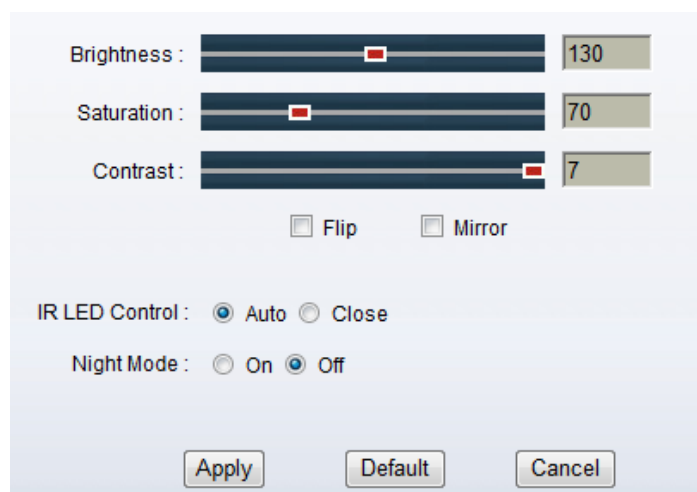 Brightness : 130
Saturation : 70
Contrast : 7
Flip Mirror
IR LED Control : Auto Close
Night Mode : On Off
Apply Default Cancel